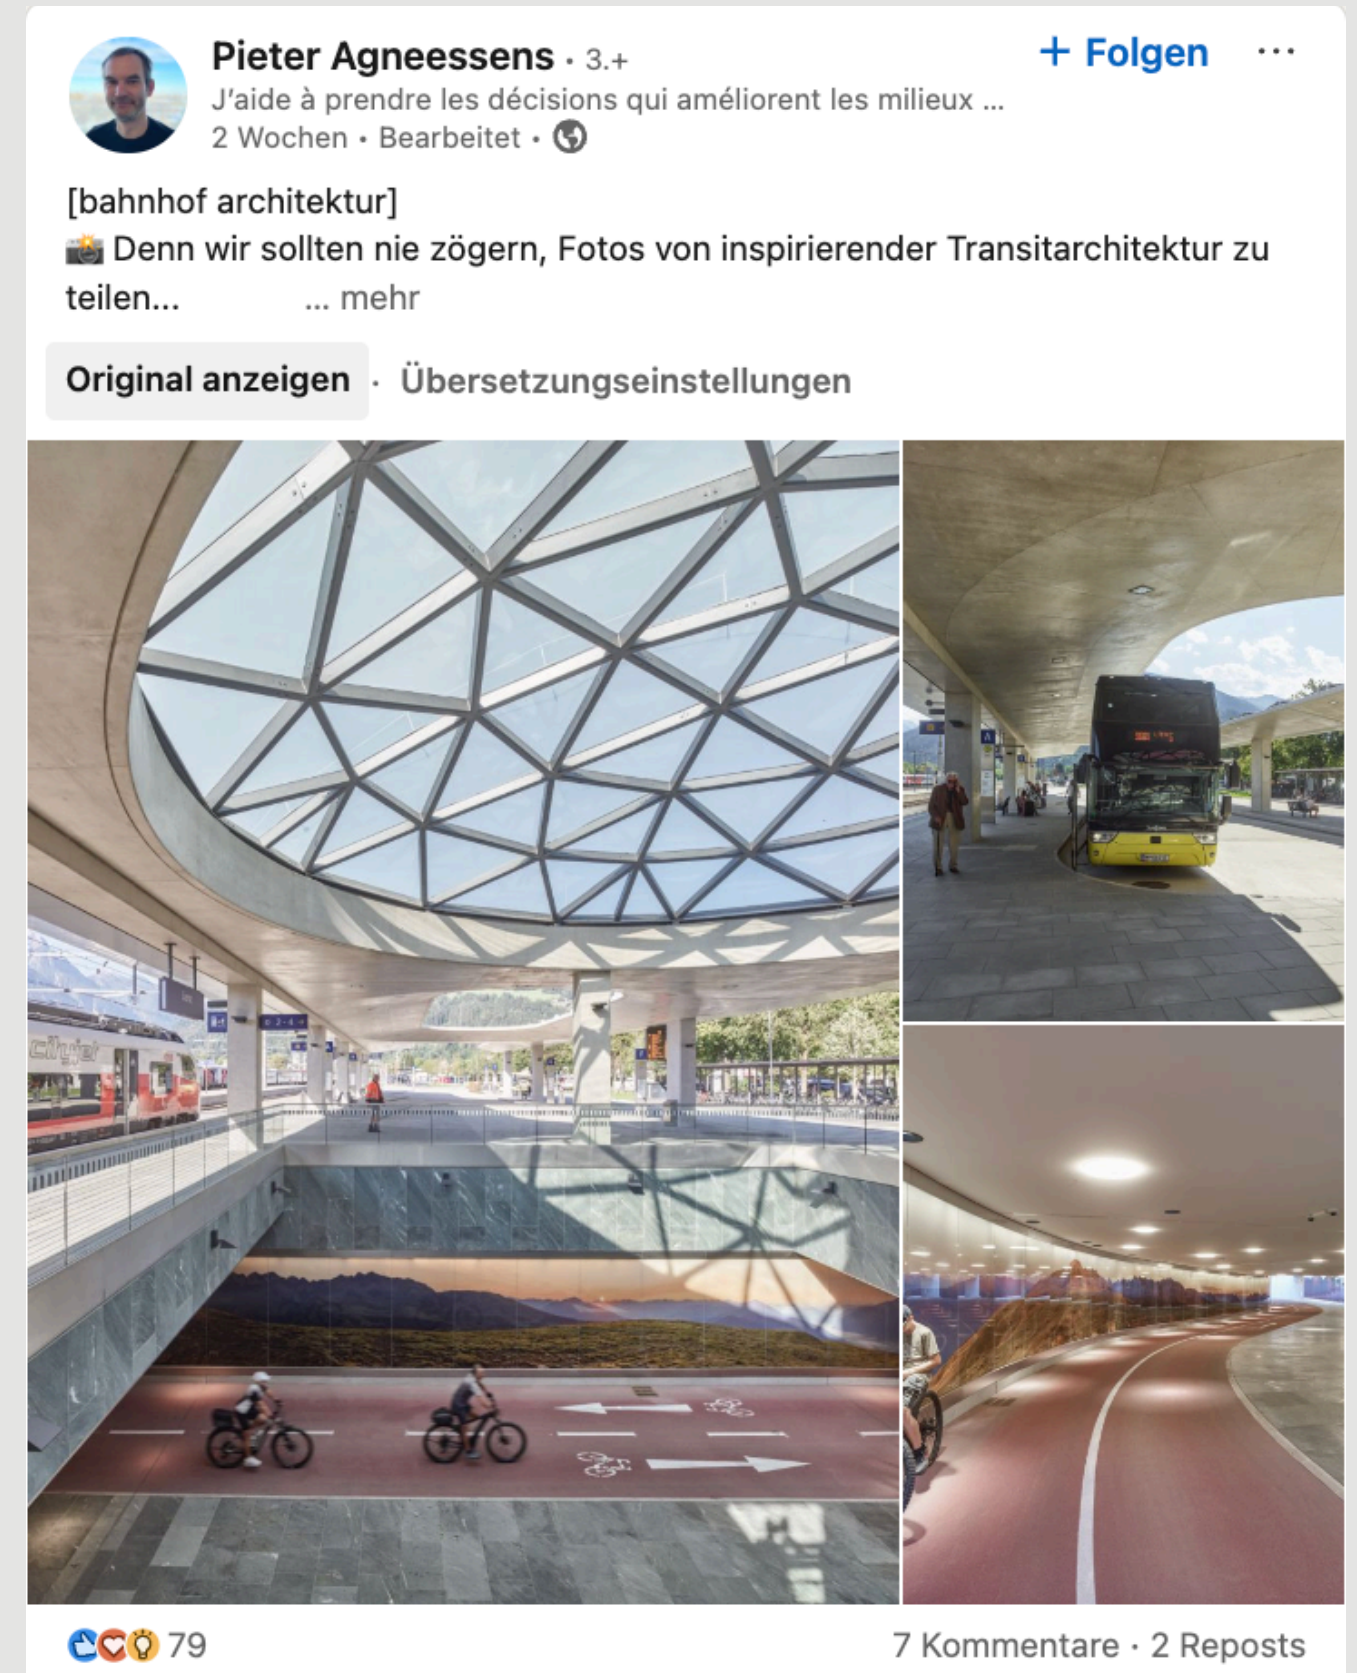 Pieter Agneessens • 3.+
+ Folgen ...
J'aide à prendre les décisions qui améliorent les milieux ...
2 Wochen • Bearbeitet •
[bahnhof architektur]
📸 Denn wir sollten nie zögern, Fotos von inspirierender Transitarchitektur zu
teilen... ... mehr
Original anzeigen · Übersetzungseinstellungen
cityjet
2-4
A
79
7 Kommentare · 2 Reposts